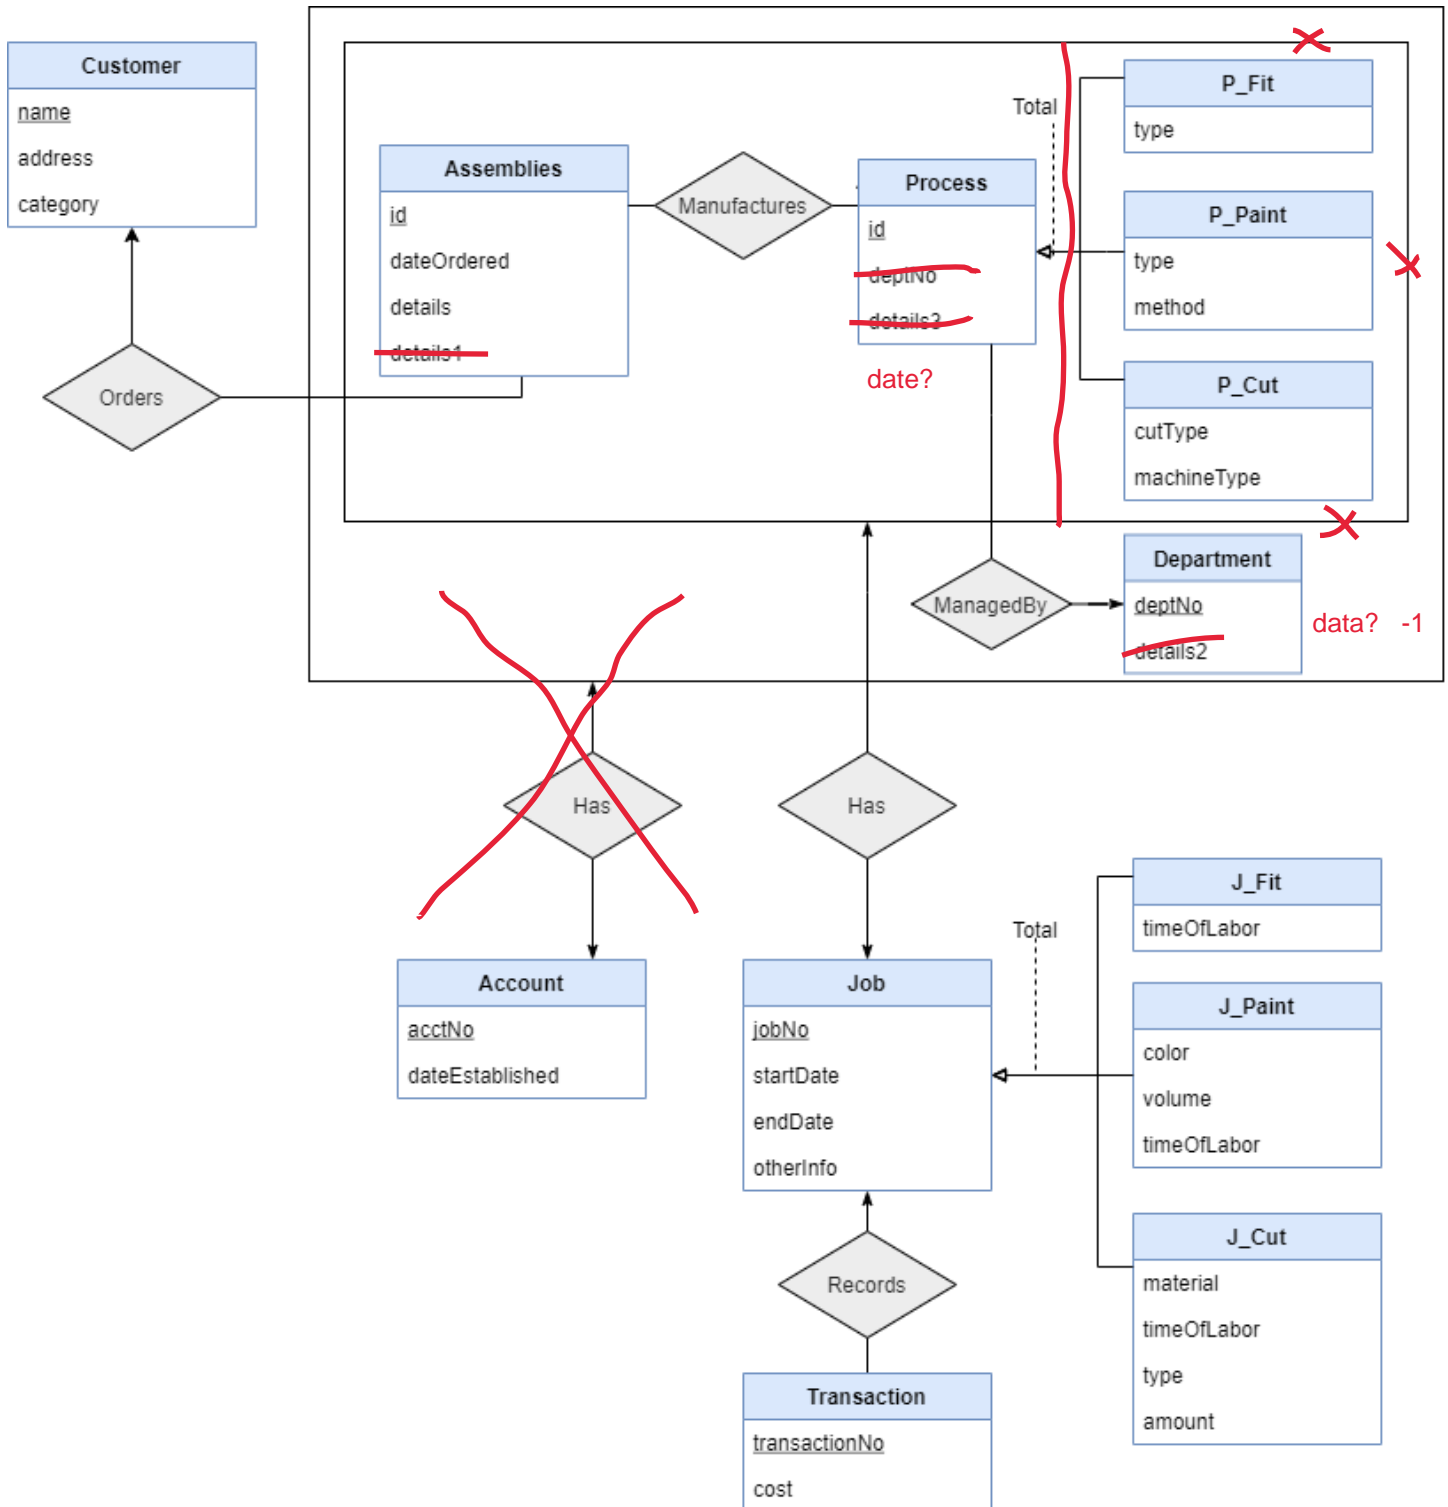 Customer
name
address
category
Orders
Assemblies
id
dateOrdered
details
details1
Manufactures
Process
id
deptNo
details3
date?
Total
P_Fit
type
P_Paint
type
method
P_Cut
cutType
machineType
ManagedBy
Department
deptNo
details2
data? -1
Has
Has
Account
acctNo
dateEstablished
Job
jobNo
startDate
endDate
otherInfo
Total
J_Fit
timeOfLabor
J_Paint
color
volume
timeOfLabor
J_Cut
material
timeOfLabor
type
amount
Records
Transaction
transactionNo
cost